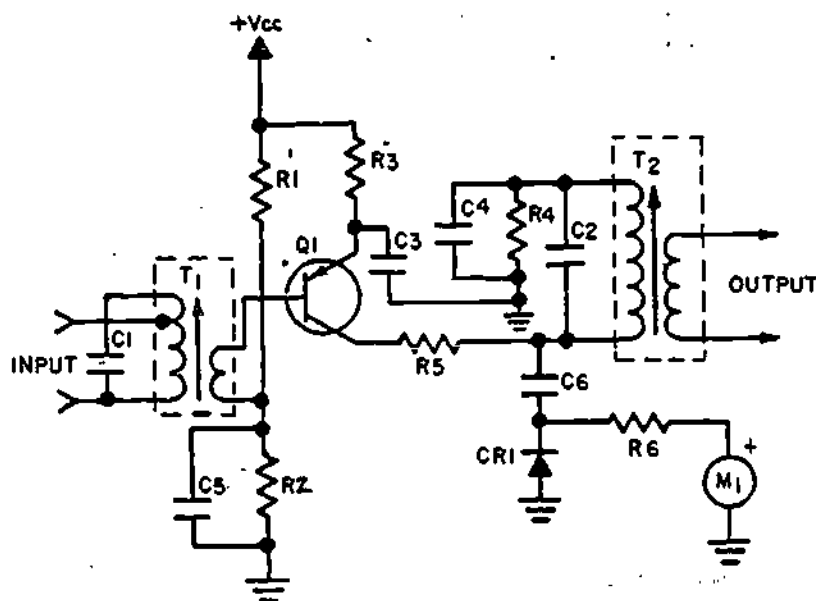 +Vcc
R1
R3
T2
C4
R4
C2
Q1
C3
T1
OUTPUT
C1
INPUT
R5
C6
R6
+
CR1
M1
C5
R2